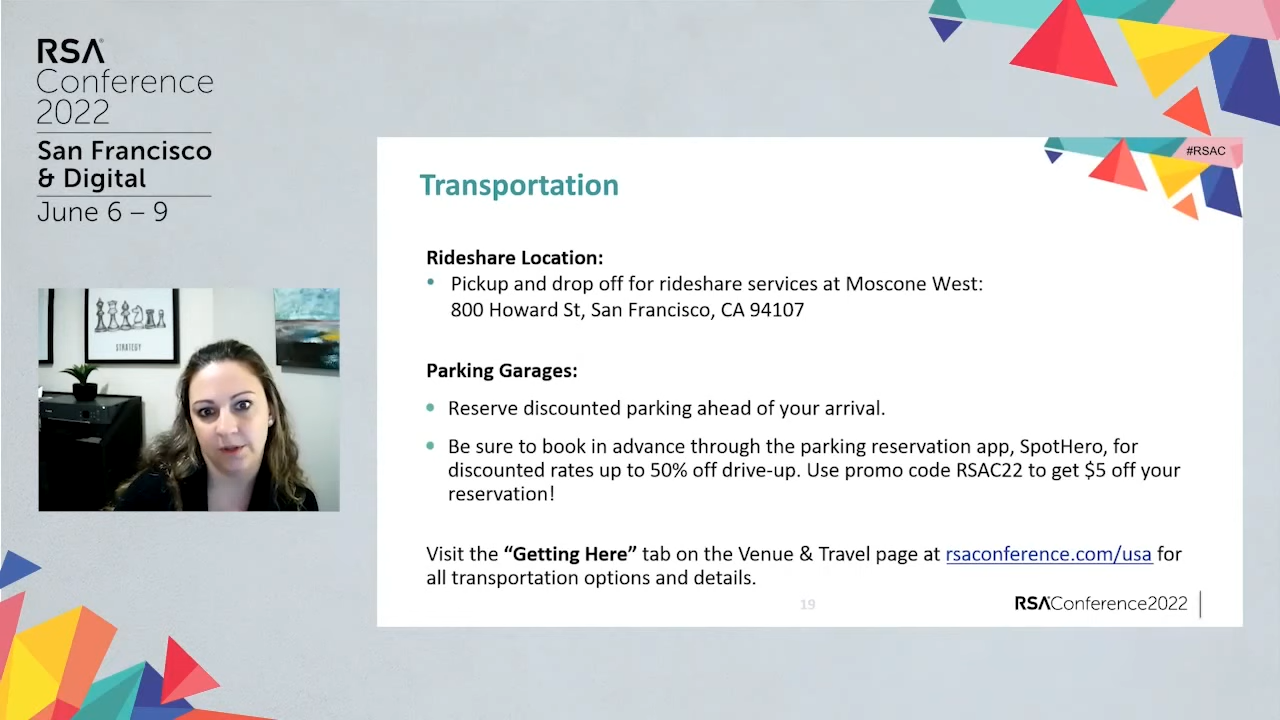 RSA
Conference
2022
San Francisco
& Digital
June 6 – 9
STRATEGY
#RSAC
Transportation
Rideshare Location:
• Pickup and drop off for rideshare services at Moscone West:
800 Howard St, San Francisco, CA 94107
Parking Garages:
• Reserve discounted parking ahead of your arrival.
• Be sure to book in advance through the parking reservation app, SpotHero, for
discounted rates up to 50% off drive-up. Use promo code RSAC22 to get $5 off your
reservation!
Visit the “Getting Here” tab on the Venue & Travel page at rsaconference.com/usa for
all transportation options and details.
19
RSAConference2022